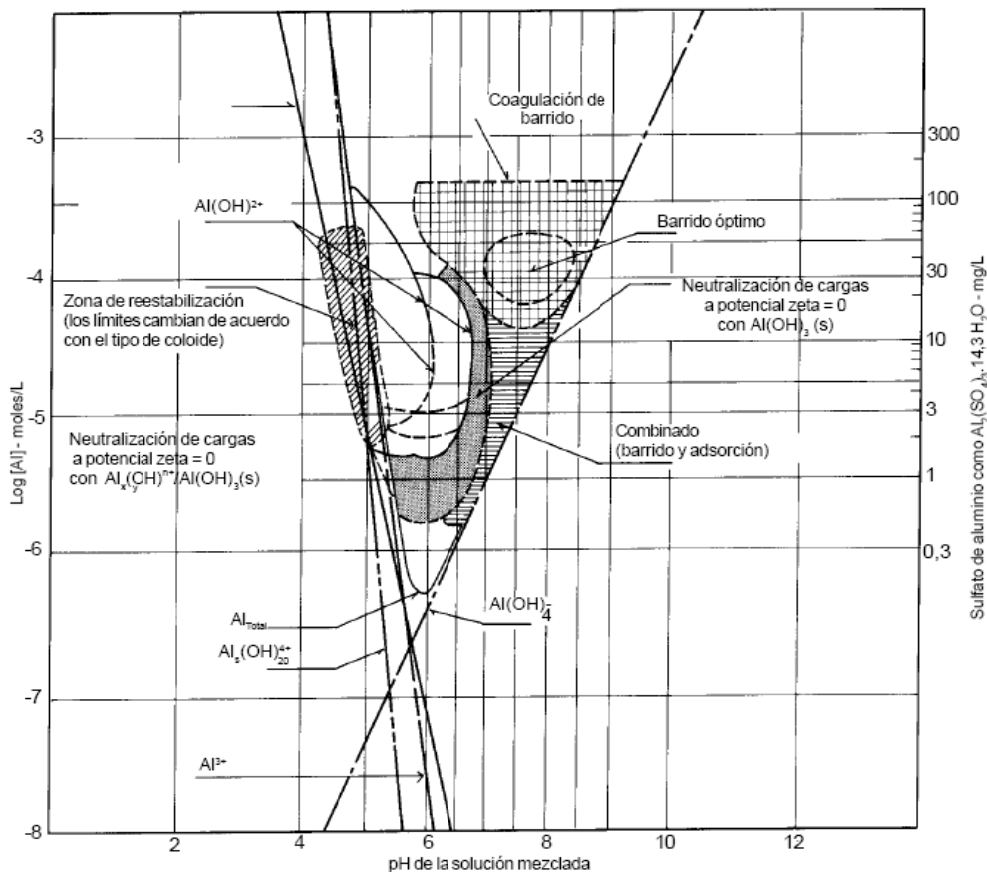 Coagulación de
barrido
-3
300
Al(OH)²⁺
100
Barrido óptimo
-4
30
Zona de reestabilización
(los límites cambian de acuerdo
con el tipo de coloide)
Neutralización de cargas
a potencial zeta = 0
con Al(OH)₃ (s)
10
Log [Al] - moles/L
Sulfato de aluminio como Al₂(SO₄)₃. 14,3 H₂O - mg/L
-5
3
Neutralización de cargas
a potencial zeta = 0
con Alₓ(ᵧOH)ⁿ⁺/Al(OH)₃(s)
Combinado
(barrido y adsorción)
1
-6
0,3
Al(OH)₄⁻
Al Total
Al₈(OH)₂₀⁴⁺
-7
Al³⁺
-8
2
4
6
8
10
12
pH de la solución mezclada